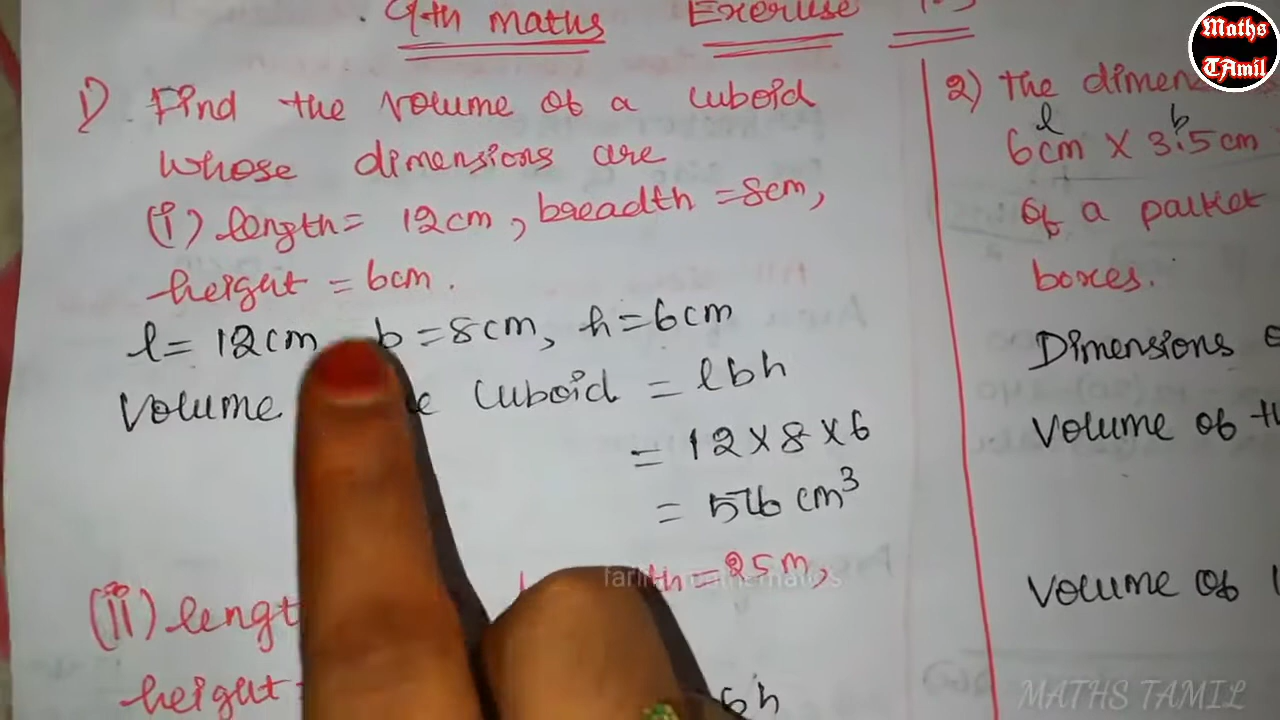 9th maths Exercise
1) Find the volume of a cuboid
whose dimensions are
(i) length = 12cm, breadth = 8cm,
height = 6cm.
l = 12cm b = 8cm, h = 6cm
Volume cuboid = lbh
= 12 × 8 × 6
= 576 cm³
(ii) = 25m,
height
bh
2) The
l b
6cm × 3.5cm
of a packet
boxes.
Dimensions
Volume of
Volume of
Maths
TAmil
MATHS TAMIL